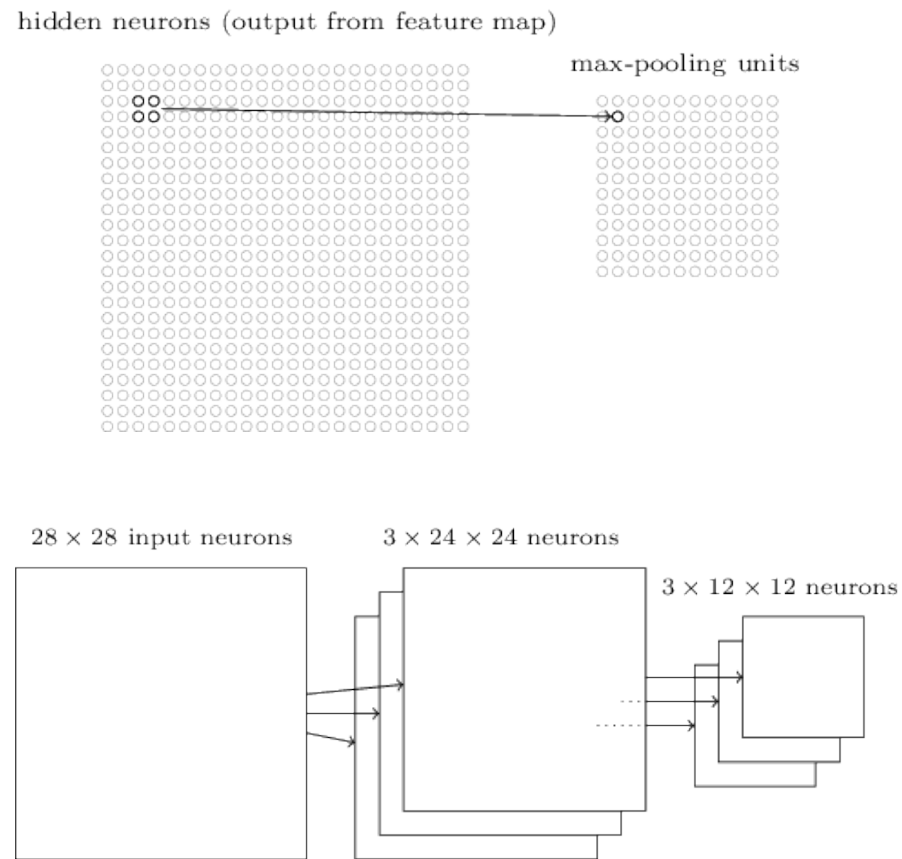 hidden neurons (output from feature map)
max-pooling units
28 × 28 input neurons
3 × 24 × 24 neurons
3 × 12 × 12 neurons